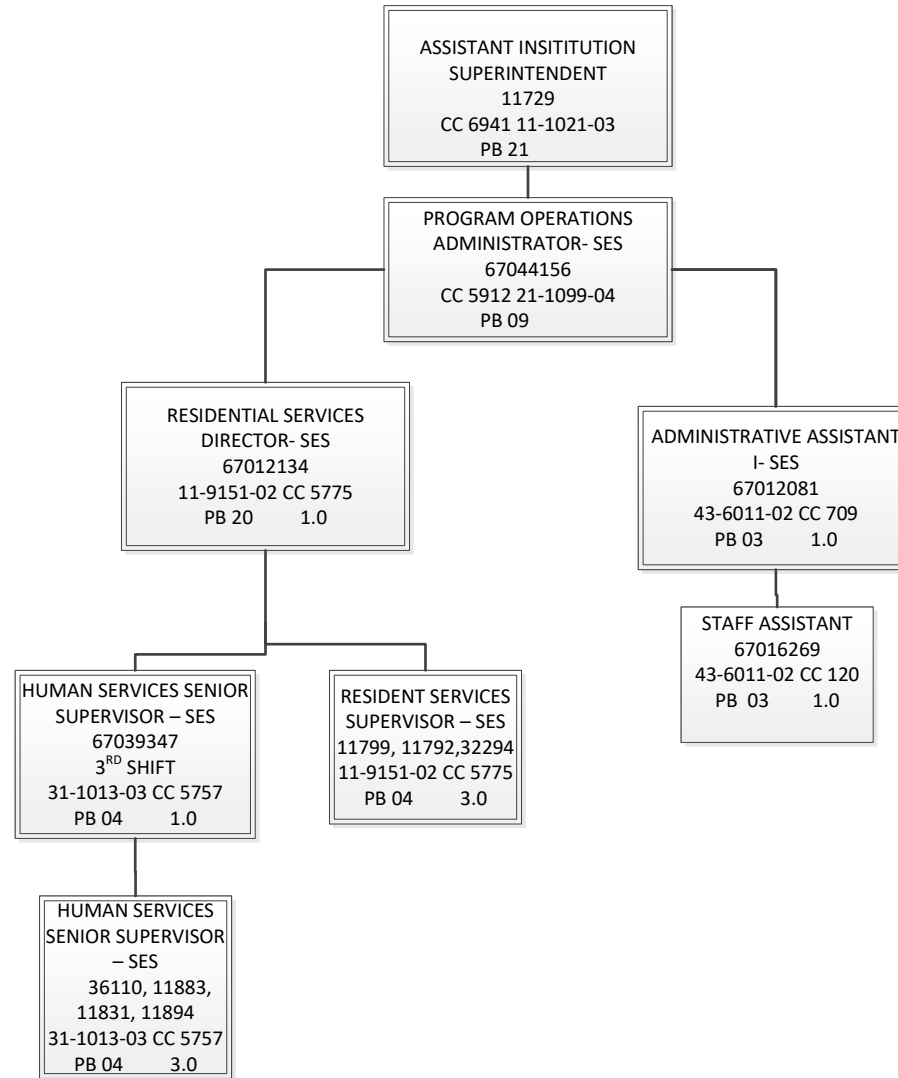 ASSISTANT INSITITUTION
SUPERINTENDENT
11729
CC 6941 11-1021-03
PB 21
PROGRAM OPERATIONS
ADMINISTRATOR- SES
67044156
CC 5912 21-1099-04
PB 09
RESIDENTIAL SERVICES
DIRECTOR- SES
67012134
11-9151-02 CC 5775
PB 20 1.0
ADMINISTRATIVE ASSISTANT
I- SES
67012081
43-6011-02 CC 709
PB 03 1.0
STAFF ASSISTANT
67016269
43-6011-02 CC 120
PB 03 1.0
HUMAN SERVICES SENIOR
SUPERVISOR – SES
67039347
3RD SHIFT
31-1013-03 CC 5757
PB 04 1.0
RESIDENT SERVICES
SUPERVISOR – SES
11799, 11792,32294
11-9151-02 CC 5775
PB 04 3.0
HUMAN SERVICES
SENIOR SUPERVISOR
– SES
36110, 11883,
11831, 11894
31-1013-03 CC 5757
PB 04 3.0